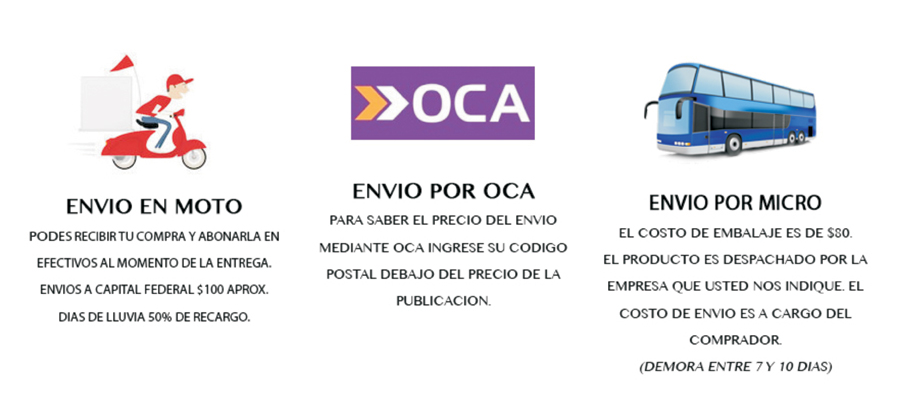 ENVIO EN MOTO
PODES RECIBIR TU COMPRA Y ABONARLA EN
EFECTIVOS AL MOMENTO DE LA ENTREGA.
ENVIOS A CAPITAL FEDERAL $100 APROX.
DIAS DE LLUVIA 50% DE RECARGO.
OCA
ENVIO POR OCA
PARA SABER EL PRECIO DEL ENVIO
MEDIANTE OCA INGRESE SU CODIGO
POSTAL DEBAJO DEL PRECIO DE LA
PUBLICACION.
ENVIO POR MICRO
EL COSTO DE EMBALAJE ES DE $80.
EL PRODUCTO ES DESPACHADO POR LA
EMPRESA QUE USTED NOS INDIQUE. EL
COSTO DE ENVIO ES A CARGO DEL
COMPRADOR.
(DEMORA ENTRE 7 Y 10 DIAS)